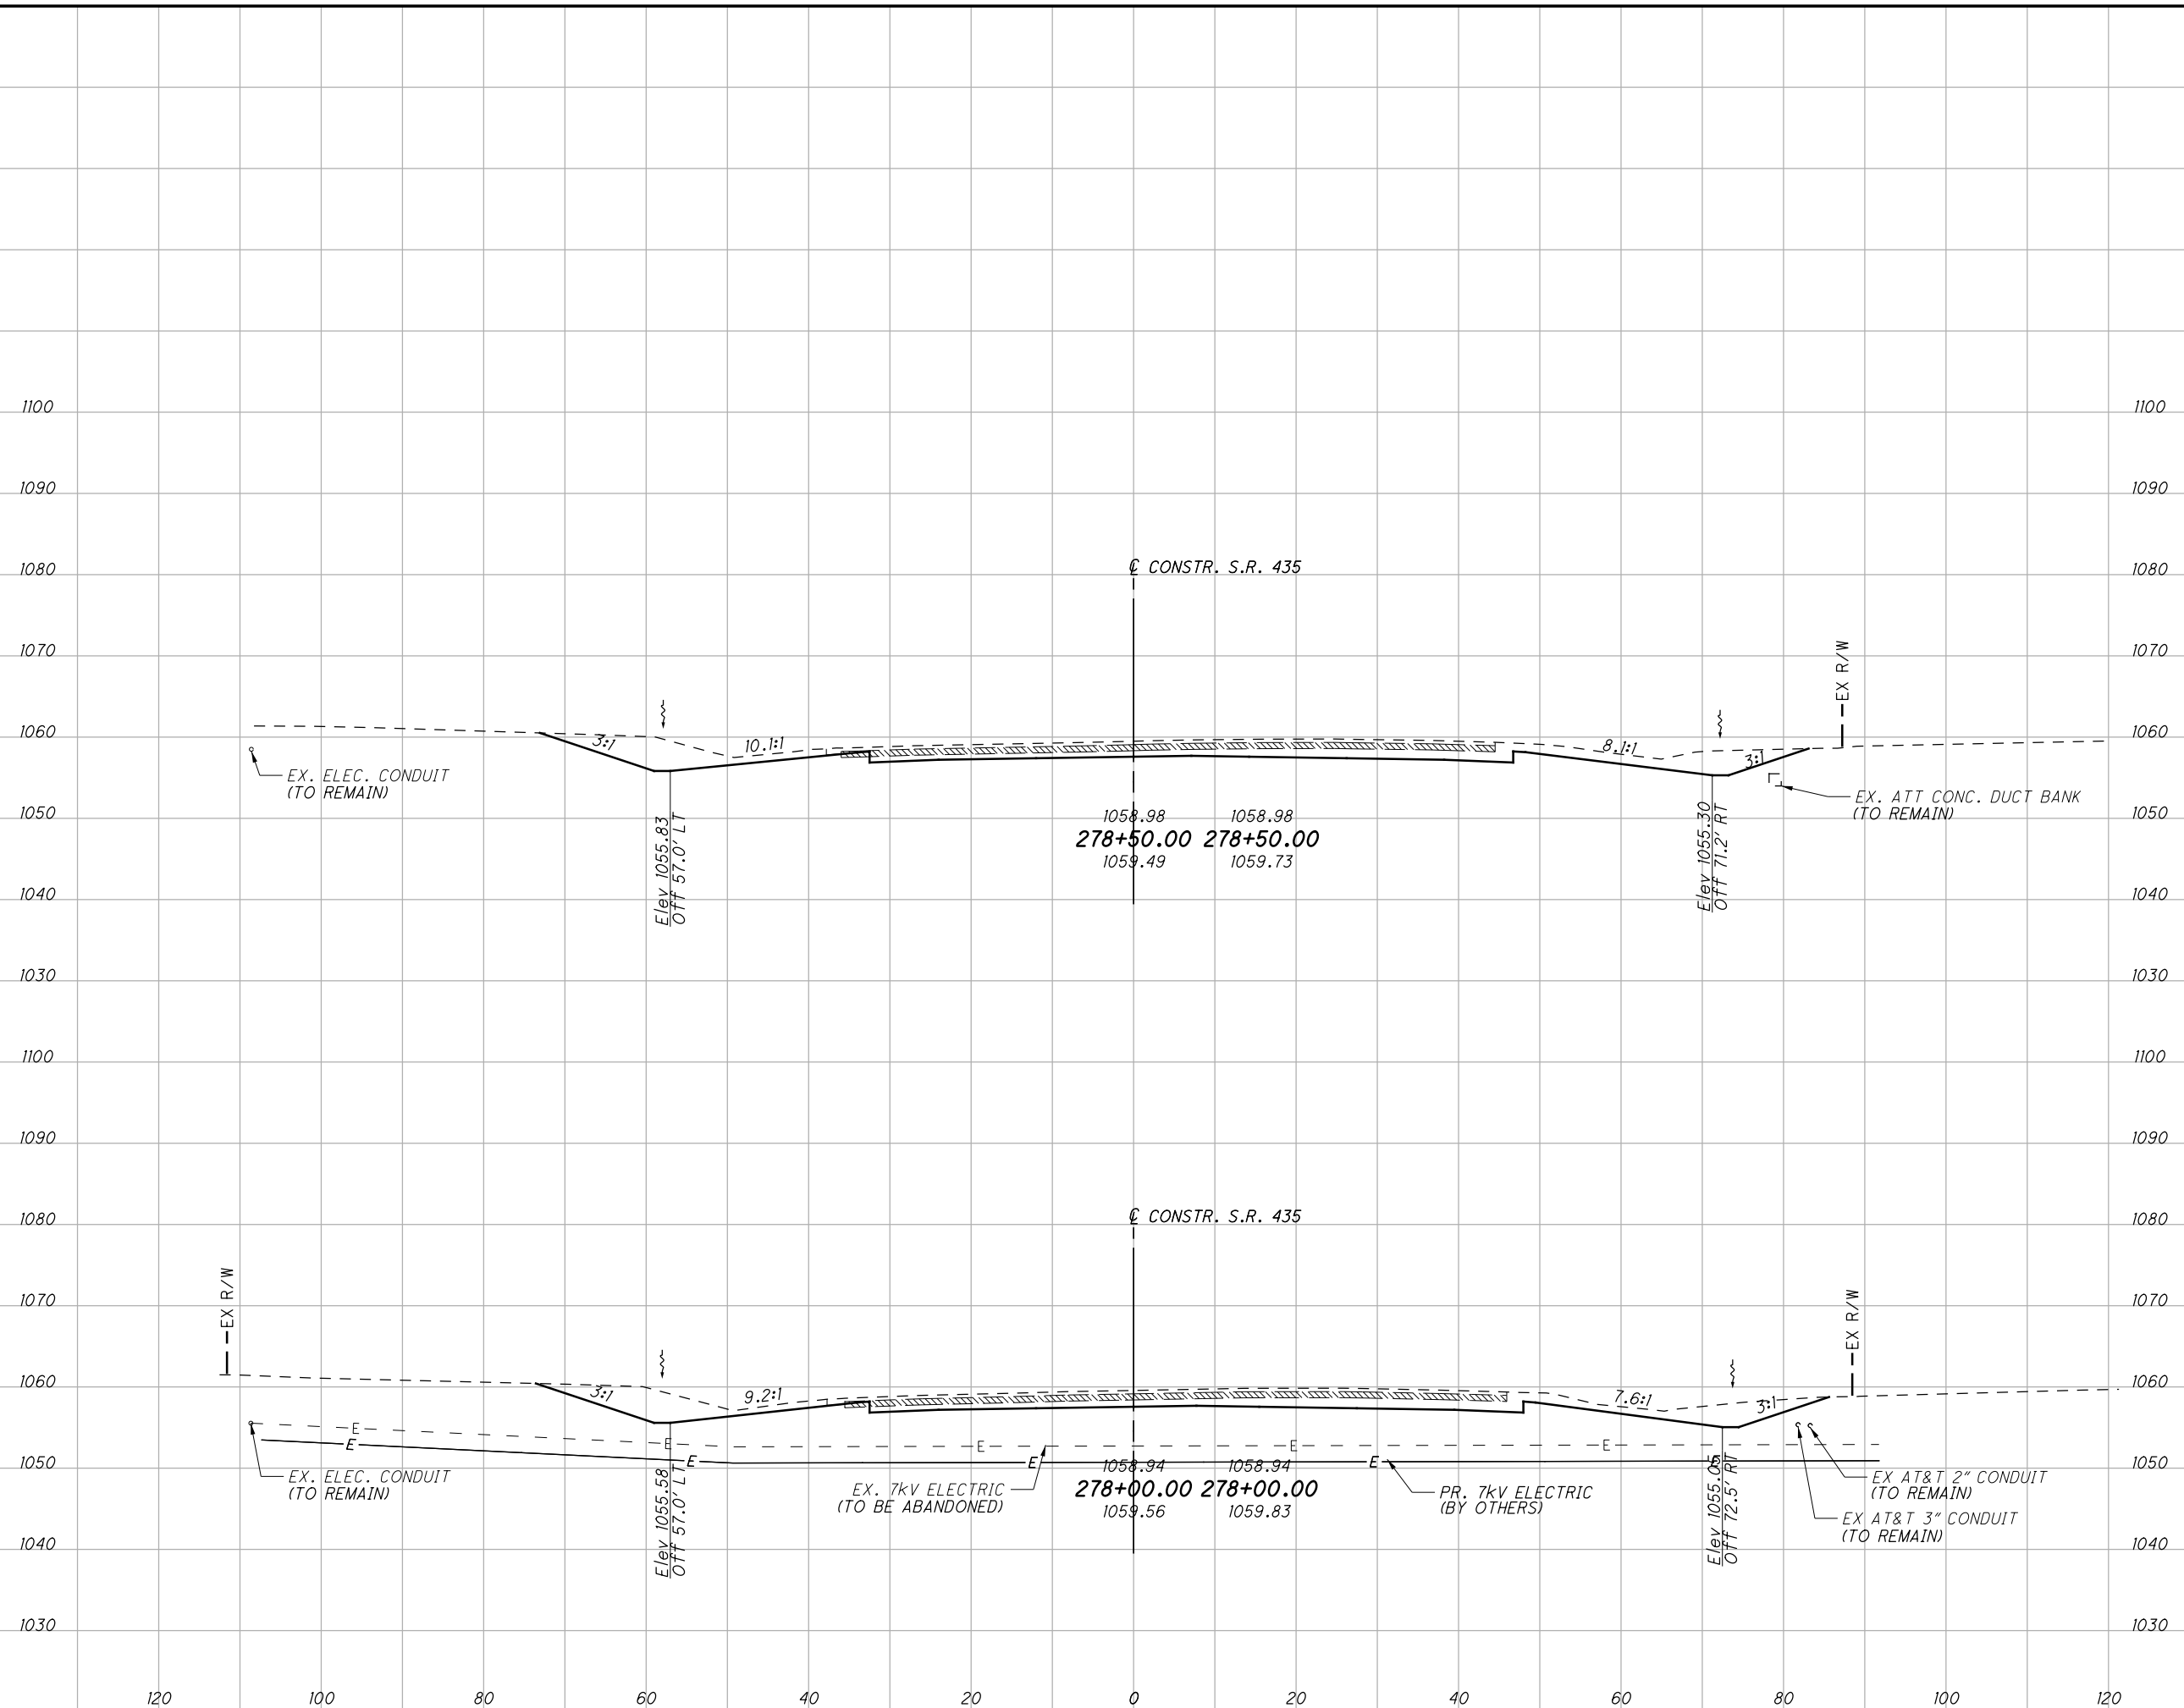 1100 1100
1090 1090
1080 ℄ CONSTR. S.R. 435 1080
1070 1070
EX R/W
1060 1060
3:1 10.1:1 8.1:1 3:1
EX. ELEC. CONDUIT
(TO REMAIN)
EX. ATT CONC. DUCT BANK
(TO REMAIN)
1050 1050
1058.98 1058.98
278+50.00 278+50.00
1059.49 1059.73
Elev 1055.83
Off 57.0' LT
Elev 1055.30
Off 71.2' RT
1040 1040
1030 1030
1100 1100
1090 1090
1080 ℄ CONSTR. S.R. 435 1080
1070 1070
EX R/W
EX R/W
1060 1060
3:1 9.2:1 7.6:1 3:1
E E E E E
E E E E E
1050 1050
EX. ELEC. CONDUIT
(TO REMAIN)
EX. 7kV ELECTRIC
(TO BE ABANDONED)
1058.94 1058.94
278+00.00 278+00.00
1059.56 1059.83
PR. 7kV ELECTRIC
(BY OTHERS)
EX AT&T 2" CONDUIT
(TO REMAIN)
EX AT&T 3" CONDUIT
(TO REMAIN)
Elev 1055.58
Off 57.0' LT
Elev 1055.05
Off 72.5' RT
1040 1040
1030 1030
120 100 80 60 40 20 0 20 40 60 80 100 120